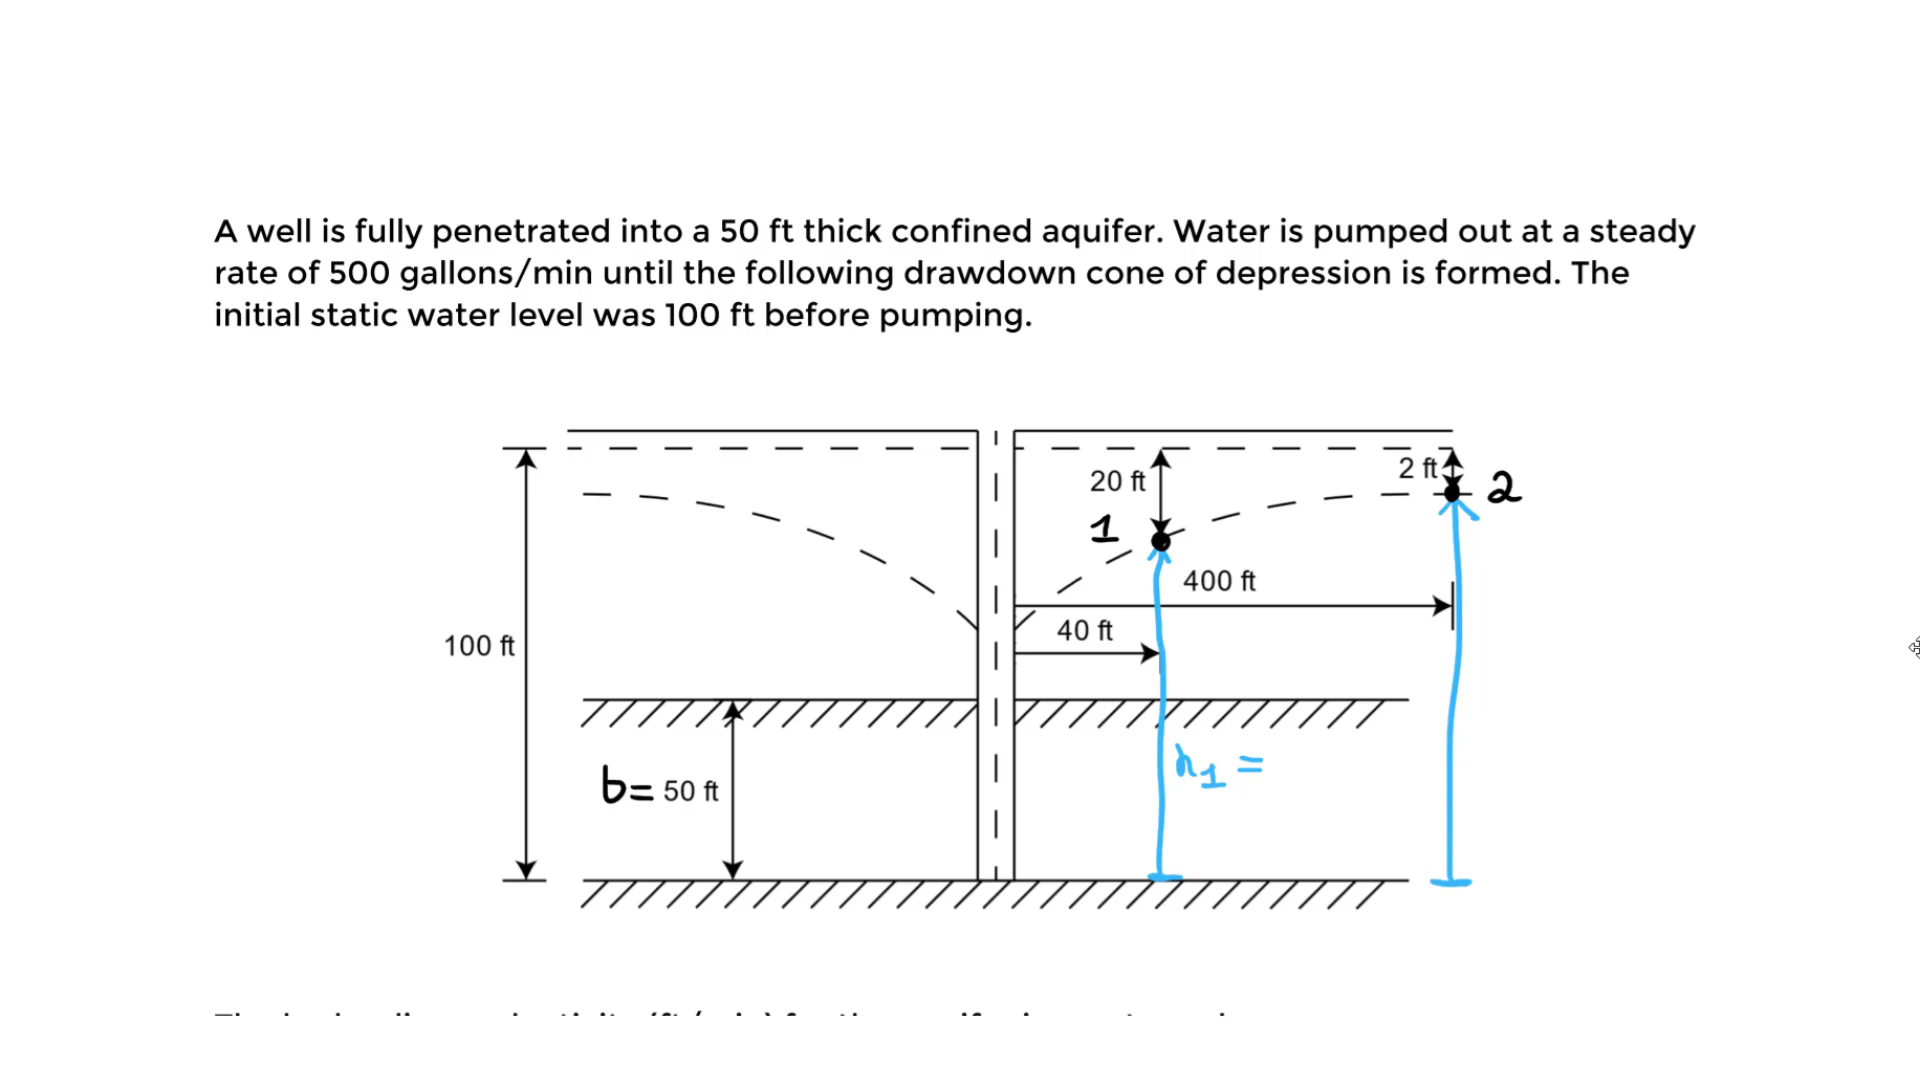 A well is fully penetrated into a 50 ft thick confined aquifer. Water is pumped out at a steady
rate of 500 gallons/min until the following drawdown cone of depression is formed. The
initial static water level was 100 ft before pumping.
20 ft
2 ft
2
1
400 ft
40 ft
100 ft
h1 =
b= 50 ft